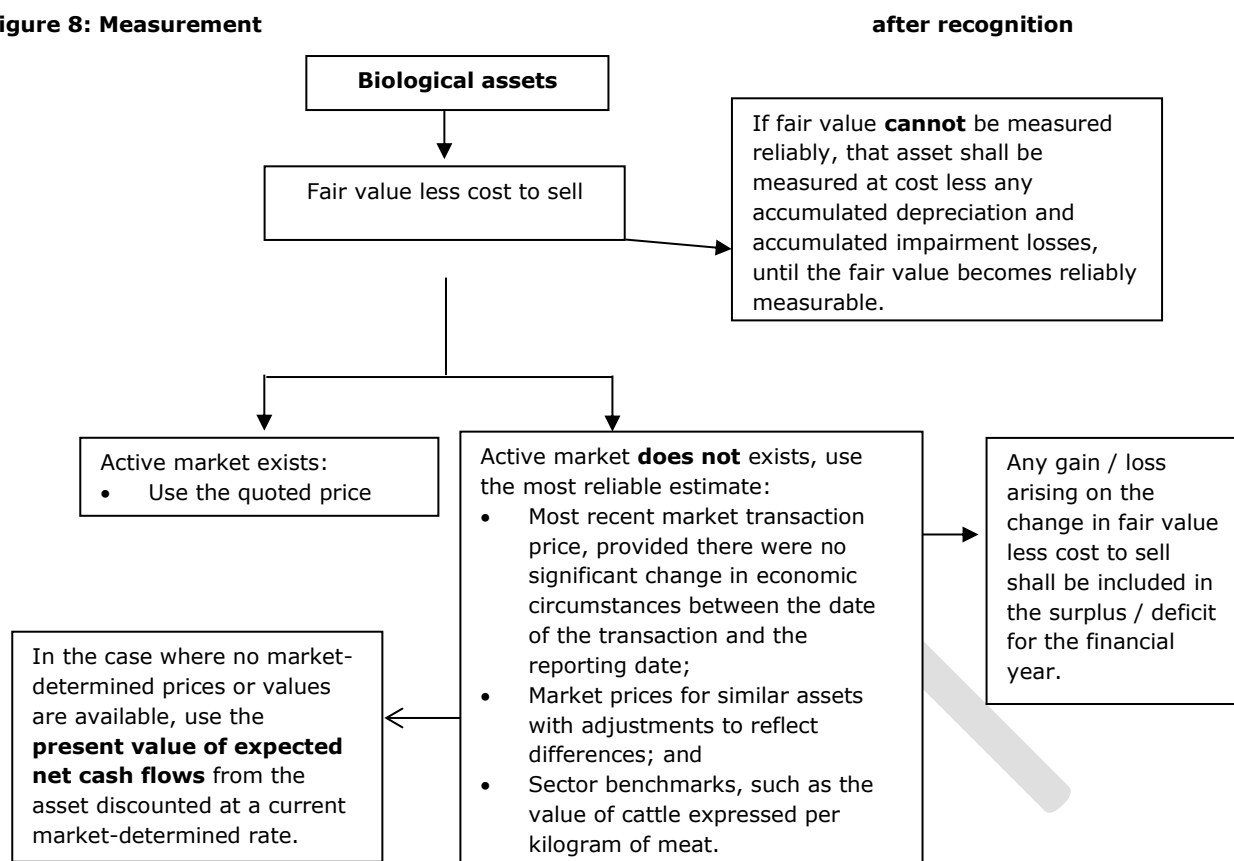 igure 8: Measurement after recognition
Biological assets
Fair value less cost to sell
If fair value cannot be measured
reliably, that asset shall be
measured at cost less any
accumulated depreciation and
accumulated impairment losses,
until the fair value becomes reliably
measurable.
Active market exists:
• Use the quoted price
Active market does not exists, use
the most reliable estimate:
• Most recent market transaction
price, provided there were no
significant change in economic
circumstances between the date
of the transaction and the
reporting date;
• Market prices for similar assets
with adjustments to reflect
differences; and
• Sector benchmarks, such as the
value of cattle expressed per
kilogram of meat.
Any gain / loss
arising on the
change in fair value
less cost to sell
shall be included in
the surplus / deficit
for the financial
year.
In the case where no market-
determined prices or values
are available, use the
present value of expected
net cash flows from the
asset discounted at a current
market-determined rate.